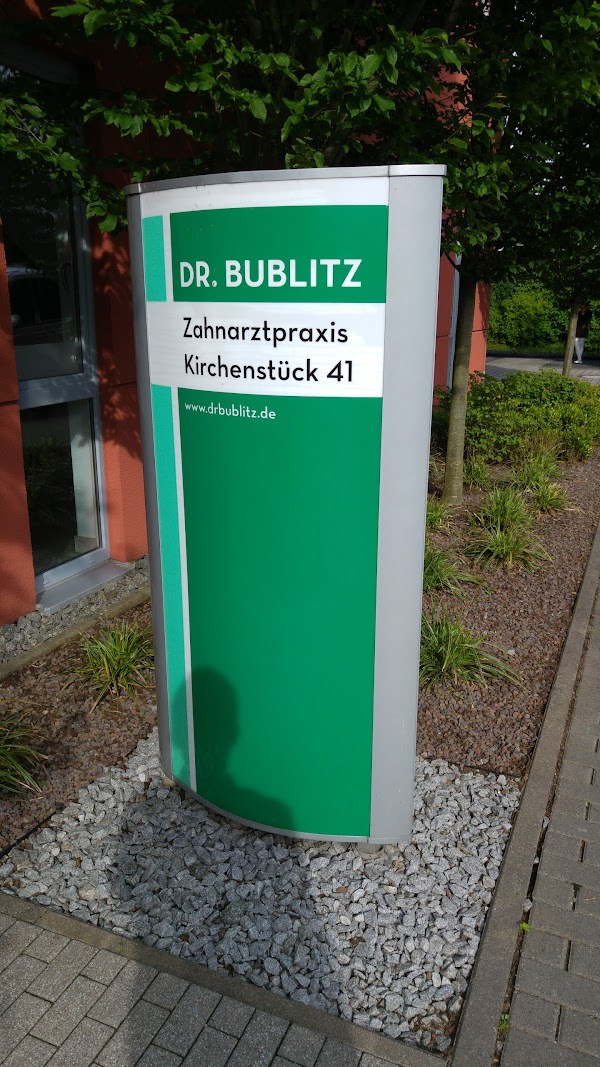 DR. BUBLITZ
Zahnarztpraxis
Kirchenstück 41
www.drbublitz.de